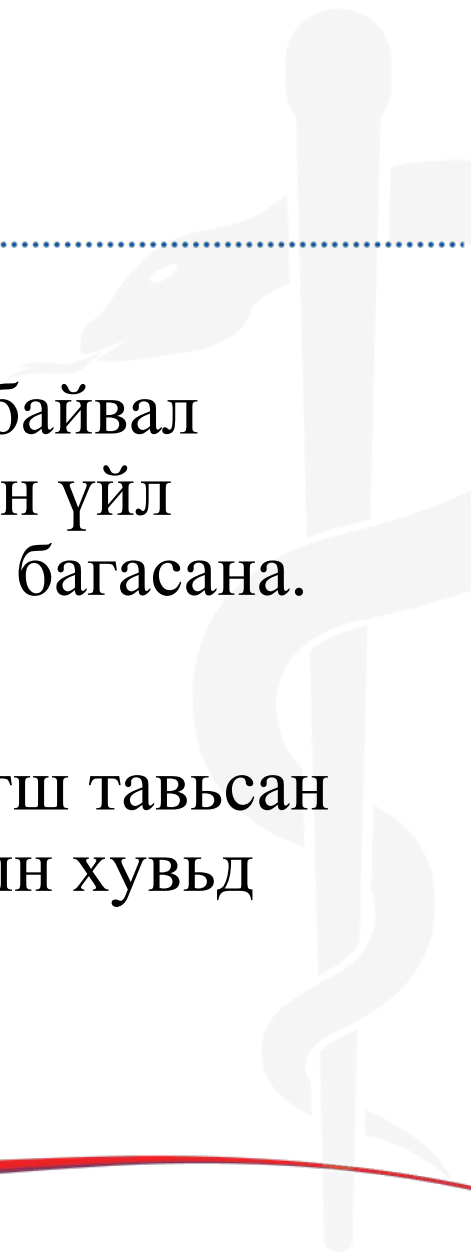 байвал
н үйл
багасана.
гш тавьсан
ын хувьд